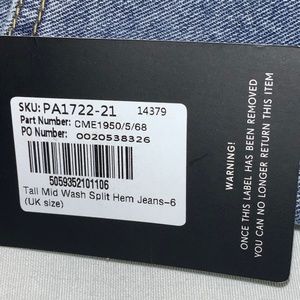 SKU: PA1722-21 14379
Part Number: CME1950/5/68
PO Number: 0020538326
5059352101106
Tall Mid Wash Split Hem Jeans-6
(UK size)
WARNING!
ONCE THIS LABEL HAS BEEN REMOVED
YOU CAN NO LONGER RETURN THIS ITEM